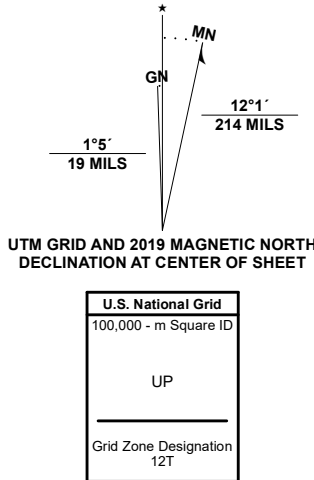 ★
MN
GN
12°1´
214 MILS
1°5´
19 MILS
UTM GRID AND 2019 MAGNETIC NORTH
DECLINATION AT CENTER OF SHEET
U.S. National Grid
100,000 - m Square ID
UP
Grid Zone Designation
12T